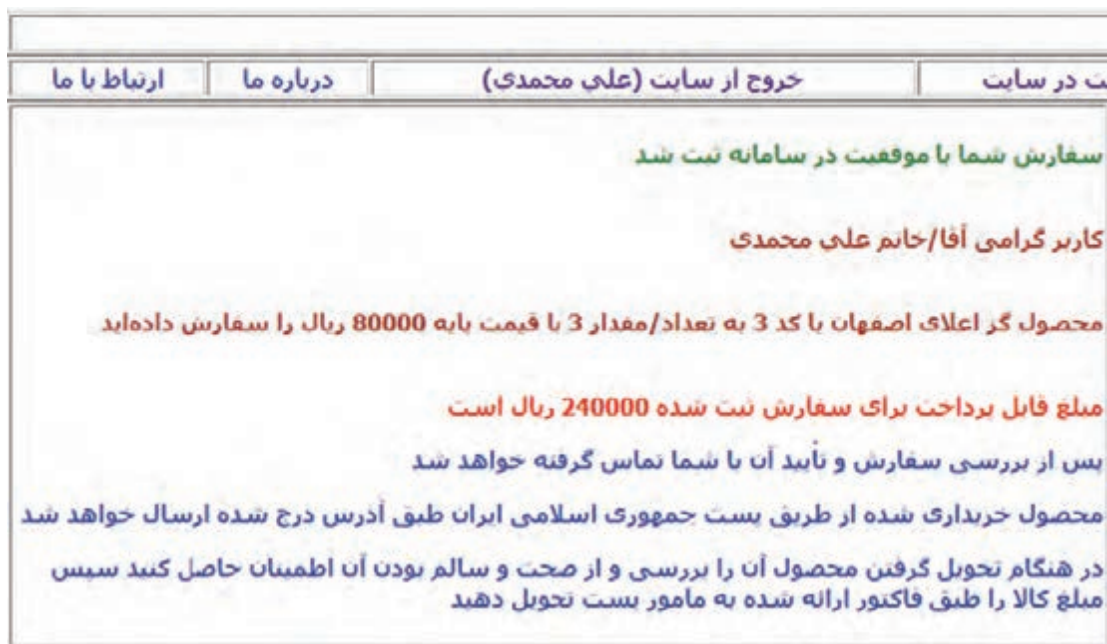 ت در سایت خروج از سایت (علی محمدی) درباره ما ارتباط با ما
سفارش شما با موفقیت در سامانه ثبت شد
کاربر گرامی آقا/خانم علی محمدی
محصول گز اعلای اصفهان با کد 3 به تعداد/مقدار 3 با قیمت پایه 80000 ریال را سفارش داده‌اید
مبلغ قابل پرداخت برای سفارش ثبت شده 240000 ریال است
پس از بررسی سفارش و تأیید آن با شما تماس گرفته خواهد شد
محصول خریداری شده از طریق پست جمهوری اسلامی ایران طبق آدرس درج شده ارسال خواهد شد
در هنگام تحویل گرفتن محصول آن را بررسی و از صحت و سالم بودن آن اطمینان حاصل کنید سپس
مبلغ کالا را طبق فاکتور ارائه شده به مامور پست تحویل دهید